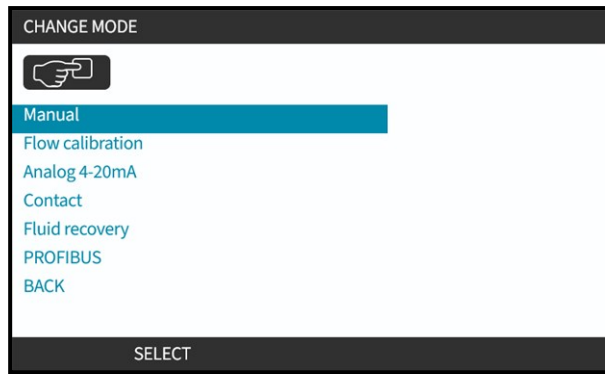 CHANGE MODE
Manual
Flow calibration
Analog 4-20mA
Contact
Fluid recovery
PROFIBUS
BACK
SELECT